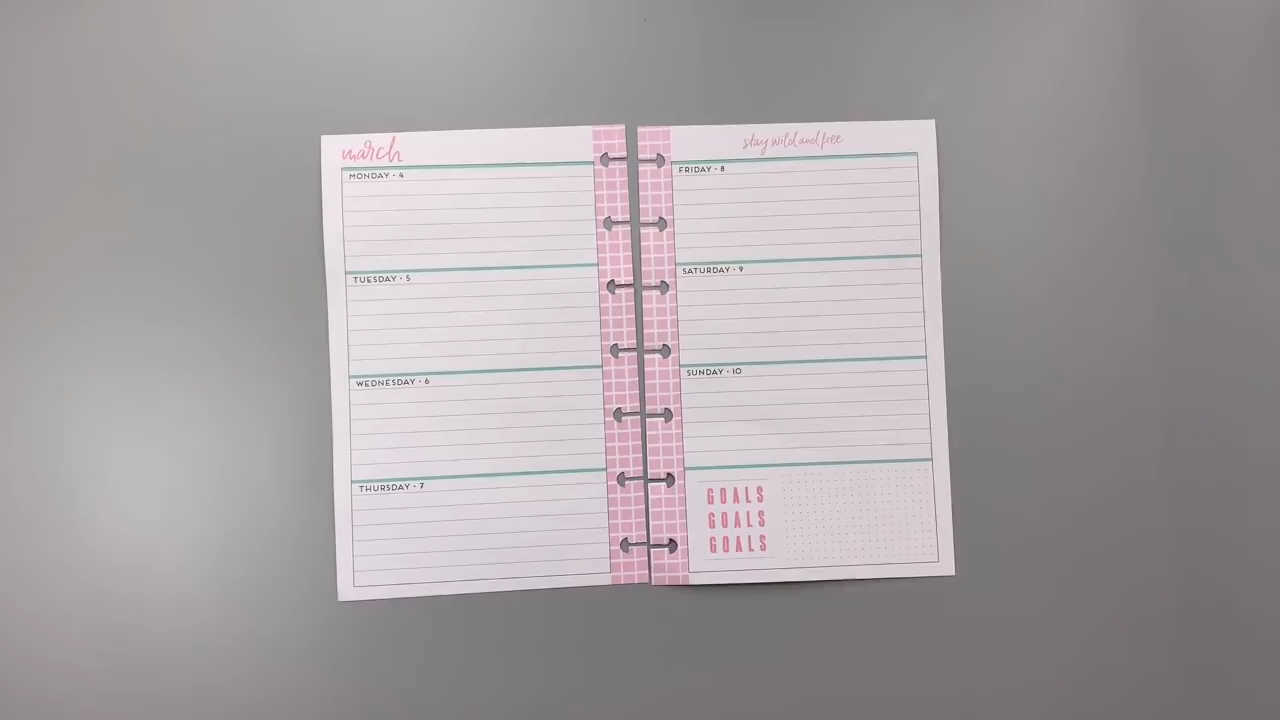 march
MONDAY · 4
TUESDAY · 5
WEDNESDAY · 6
THURSDAY · 7
stay wild and free
FRIDAY · 8
SATURDAY · 9
SUNDAY · 10
GOALS
GOALS
GOALS